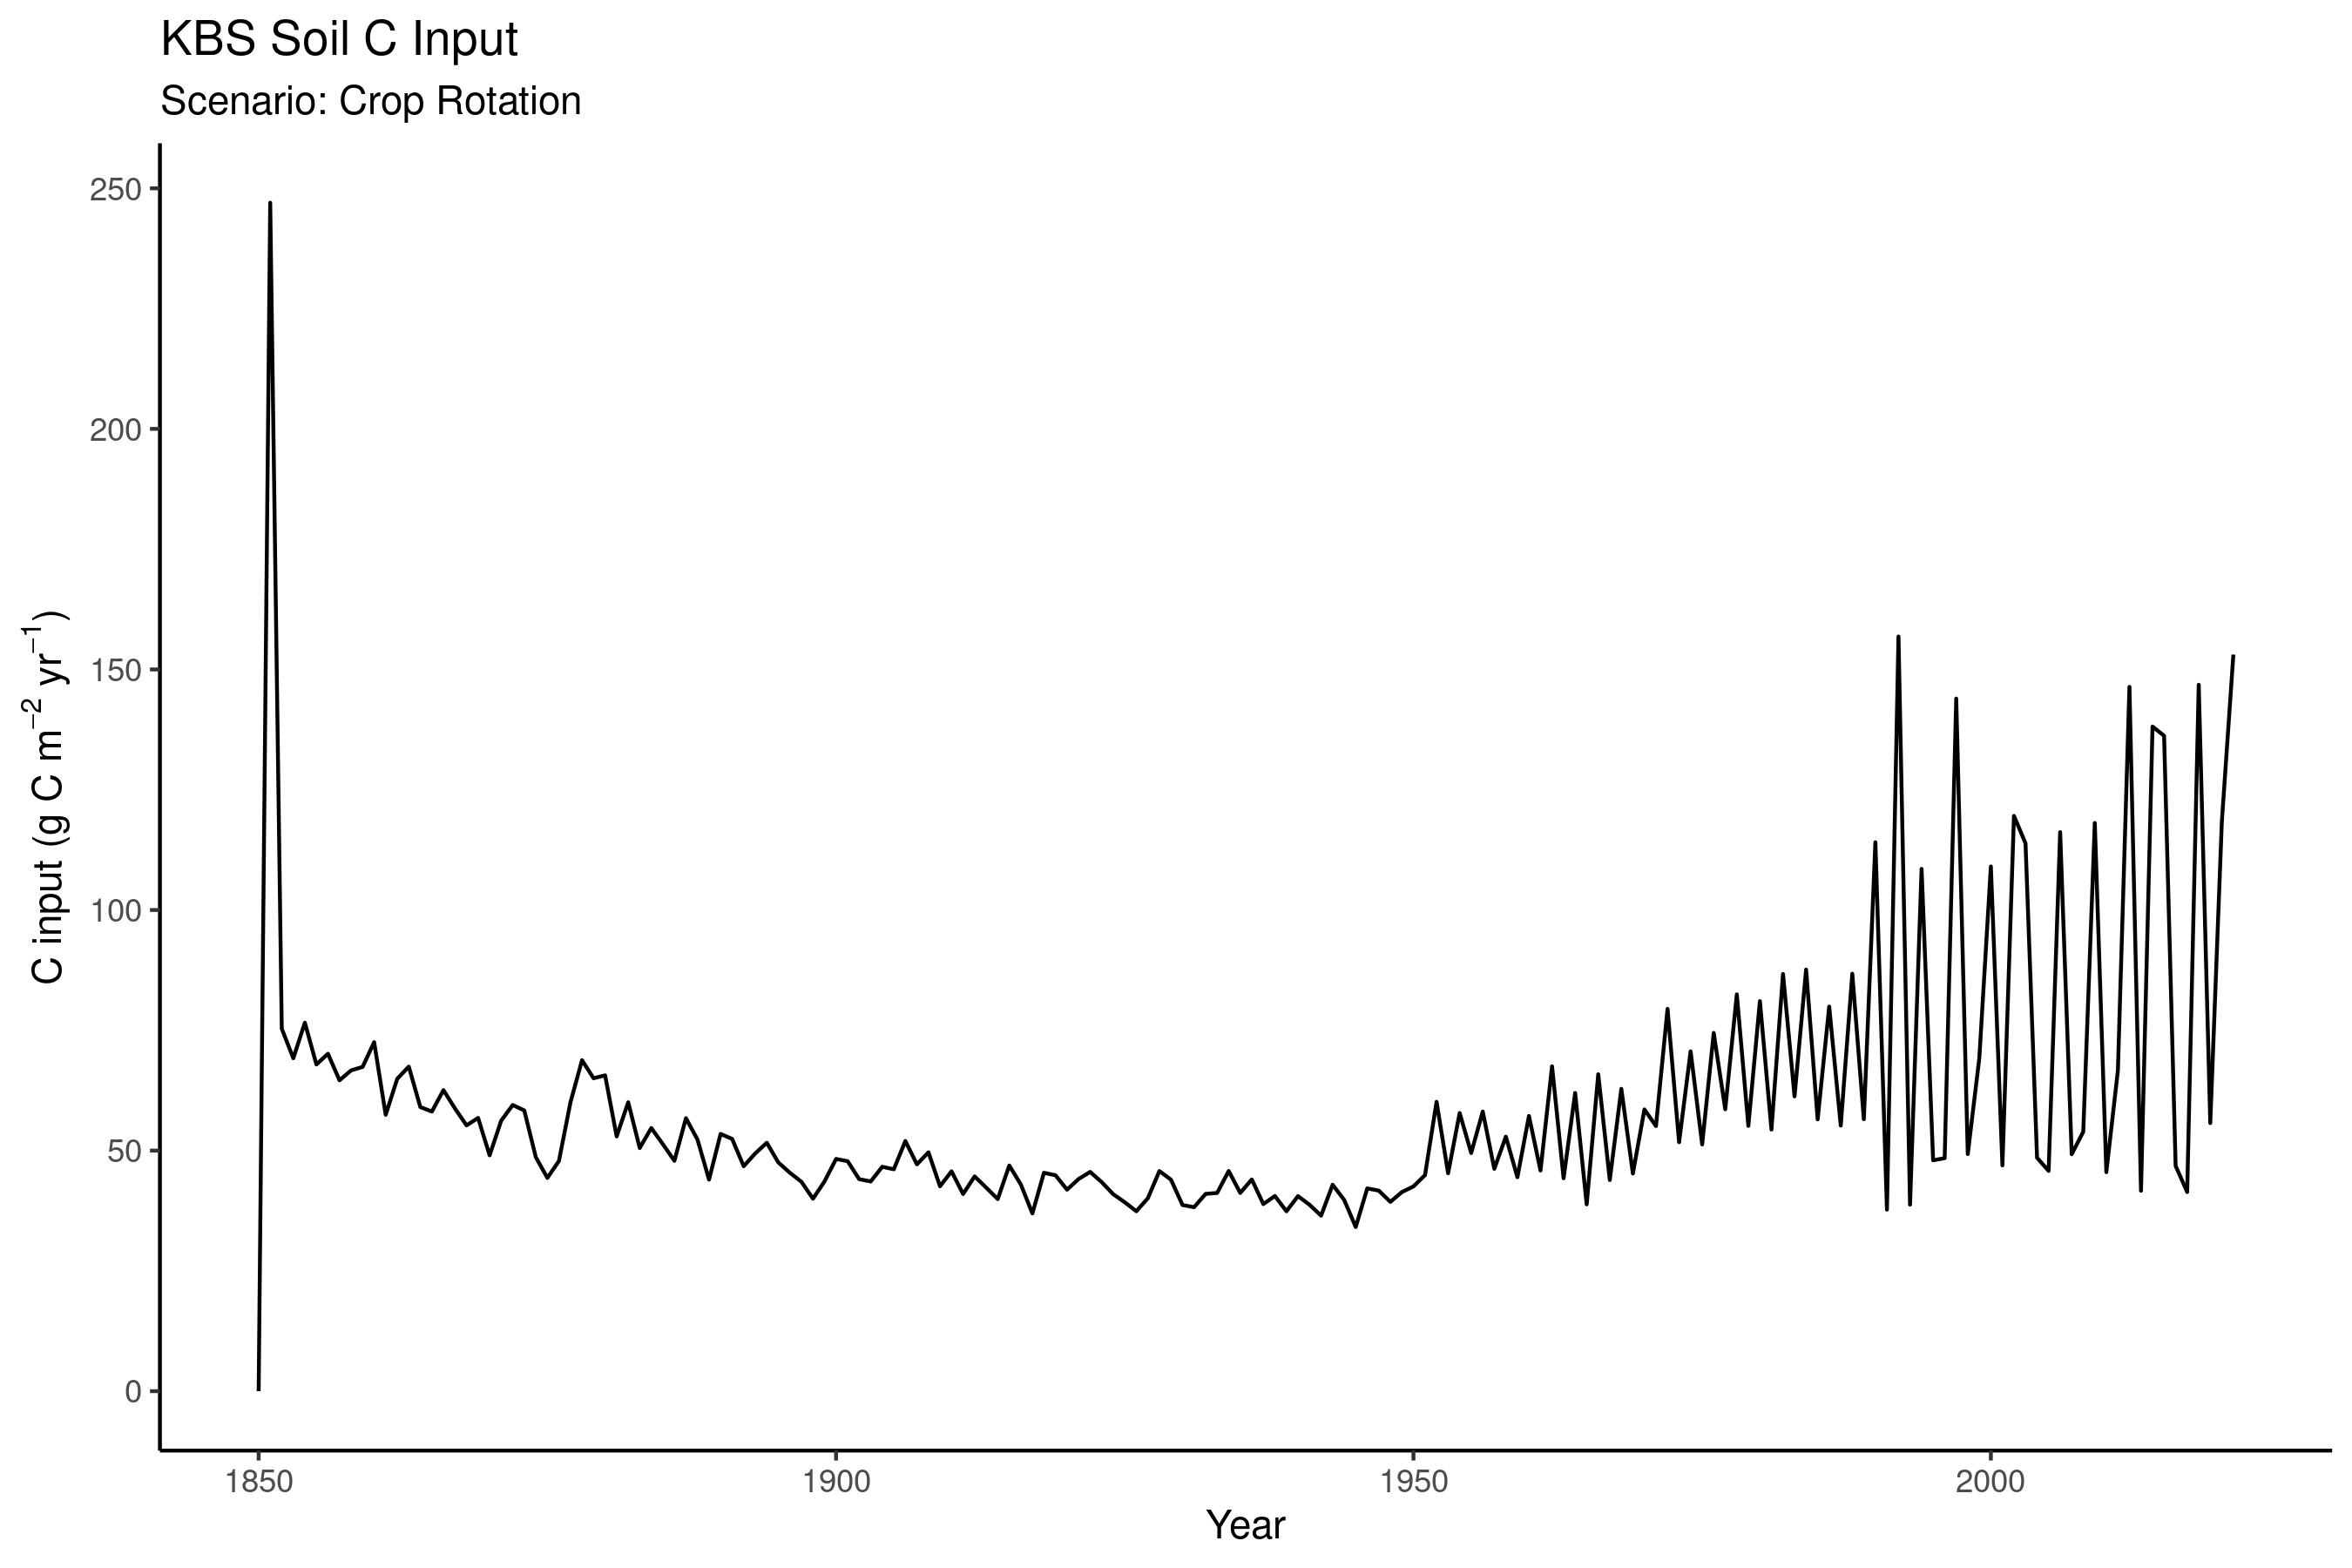 KBS Soil C Input
Scenario: Crop Rotation
C input (g C m⁻² yr⁻¹)
250
200
150
100
50
0
1850 1900 1950 2000
Year